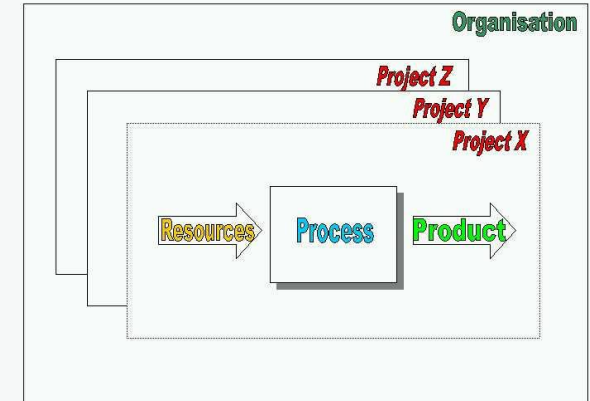 Organisation
Project Z
Project Y
Project X
Resources
Process
Product